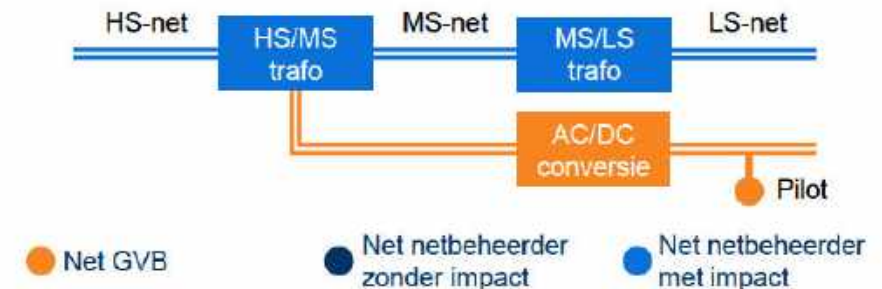 HS-net
MS-net
LS-net
HS/MS
trafo
MS/LS
trafo
AC/DC
conversie
Pilot
Net GVB
Net netbeheerder
zonder impact
Net netbeheerder
met impact